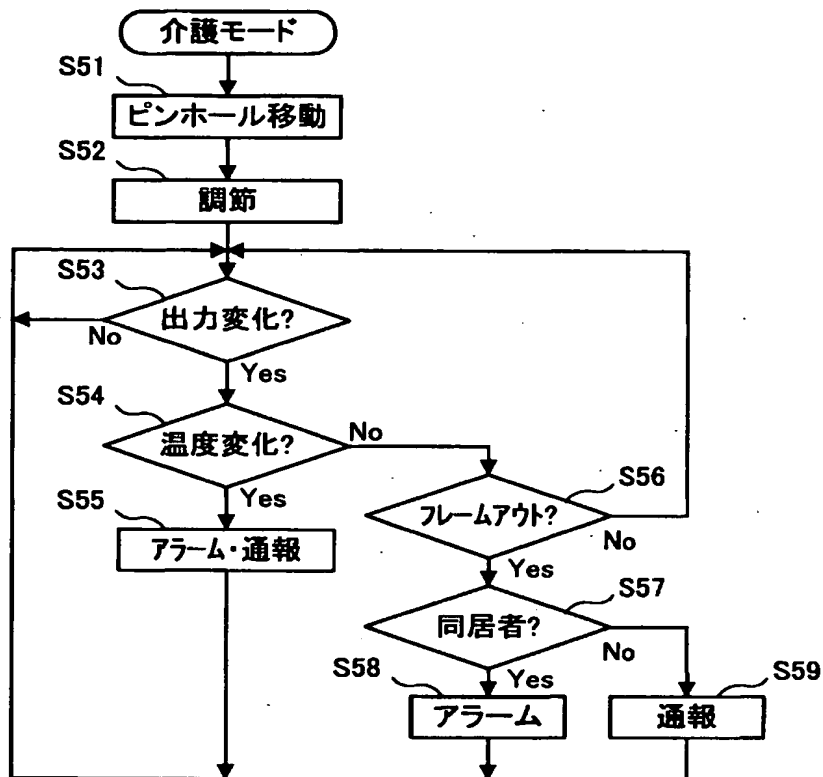 介護モード
S51
ピンホール移動
S52
調節
S53
出力変化?
No
Yes
S54
温度変化?
No
Yes
S55
アラーム・通報
S56
フレームアウト?
No
Yes
S57
同居者?
No
Yes
S58
アラーム
S59
通報